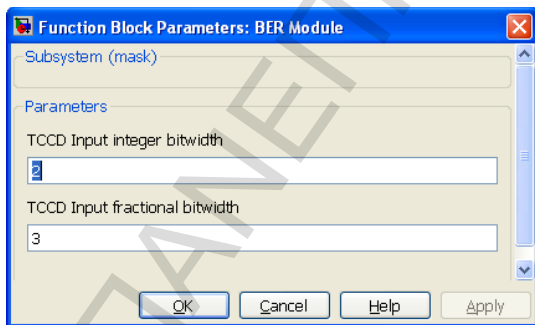 Function Block Parameters: BER Module
Subsystem (mask)
Parameters
TCCD Input integer bitwidth
2
TCCD Input fractional bitwidth
3
OK Cancel Help Apply